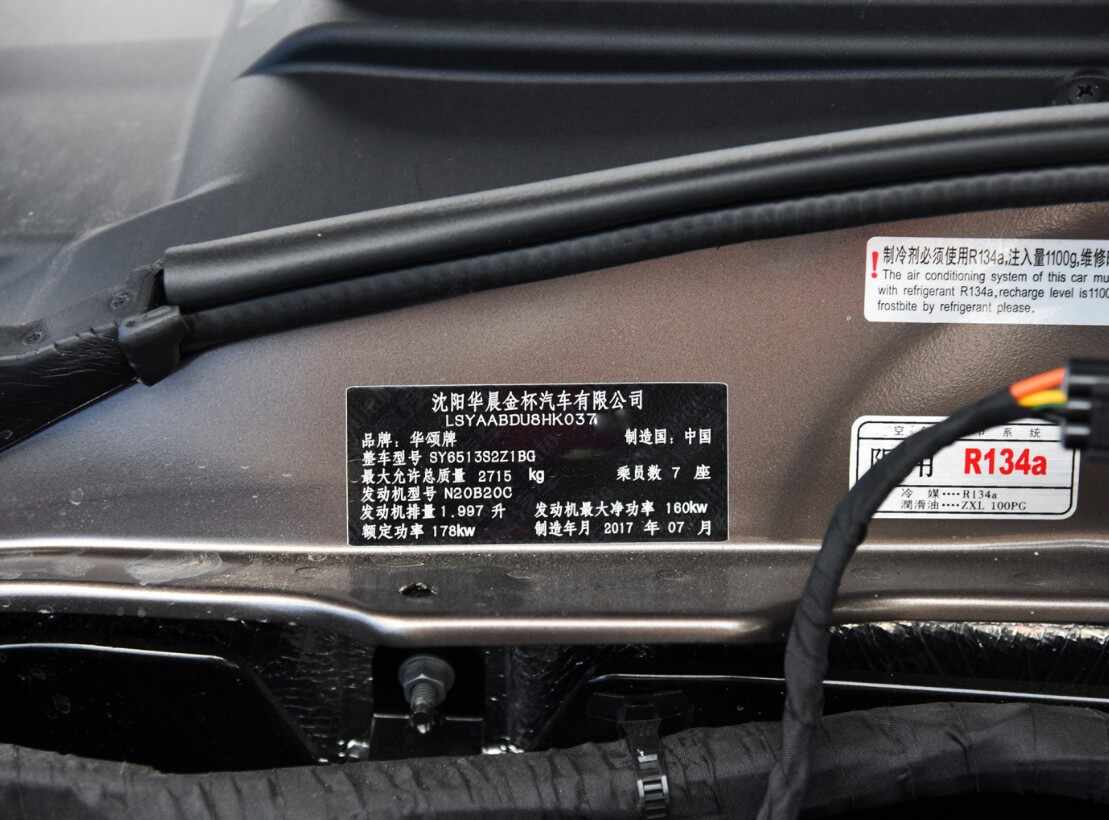 沈阳华晨金杯汽车有限公司
LSYAABDU8HK037
品牌：华颂牌 制造国：中国
整车型号 SY6513S2Z1BG
最大允许总质量 2715 kg 乘员数 7 座
发动机型号 N20B20C
发动机排量 1.997 升 发动机最大净功率 160kw
额定功率 178kw 制造年月 2017 年 07 月
! 制冷剂必须使用R134a,注入量1100g,维修
The air conditioning system of this car
with refrigerant R134a,recharge level is1100
frostbite by refrigerant please.
空 系 统
用 R134a
冷 媒····R134a
潤滑油····ZXL 100PG